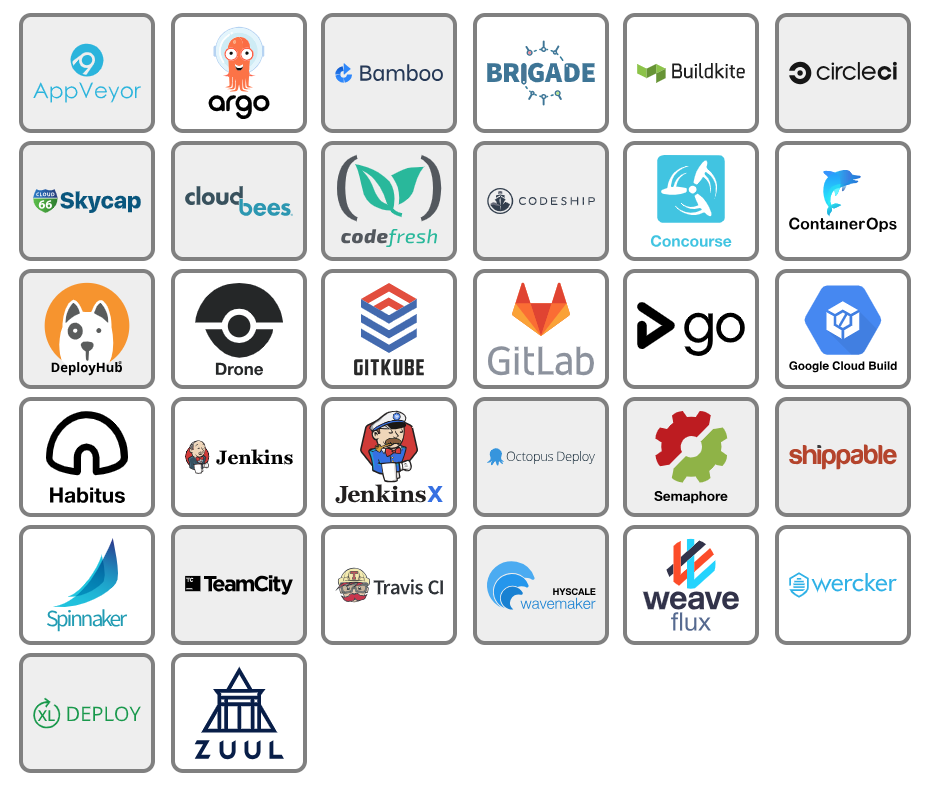 AppVeyor
argo
Bamboo
BRIGADE
Buildkite
circleci
CLOUD
66
Skycap
cloud
bees.
codefresh
CODESHIP
Concourse
ContainerOps
DeployHub
Drone
GITKUBE
GitLab
go
Google Cloud Build
Habitus
Jenkins
JenkinsX
Octopus Deploy
Semaphore
shippable
Spinnaker
TC
TeamCity
T
Travis CI
HYSCALE
wavemaker
weave
flux
wercker
XL DEPLOY
ZUUL